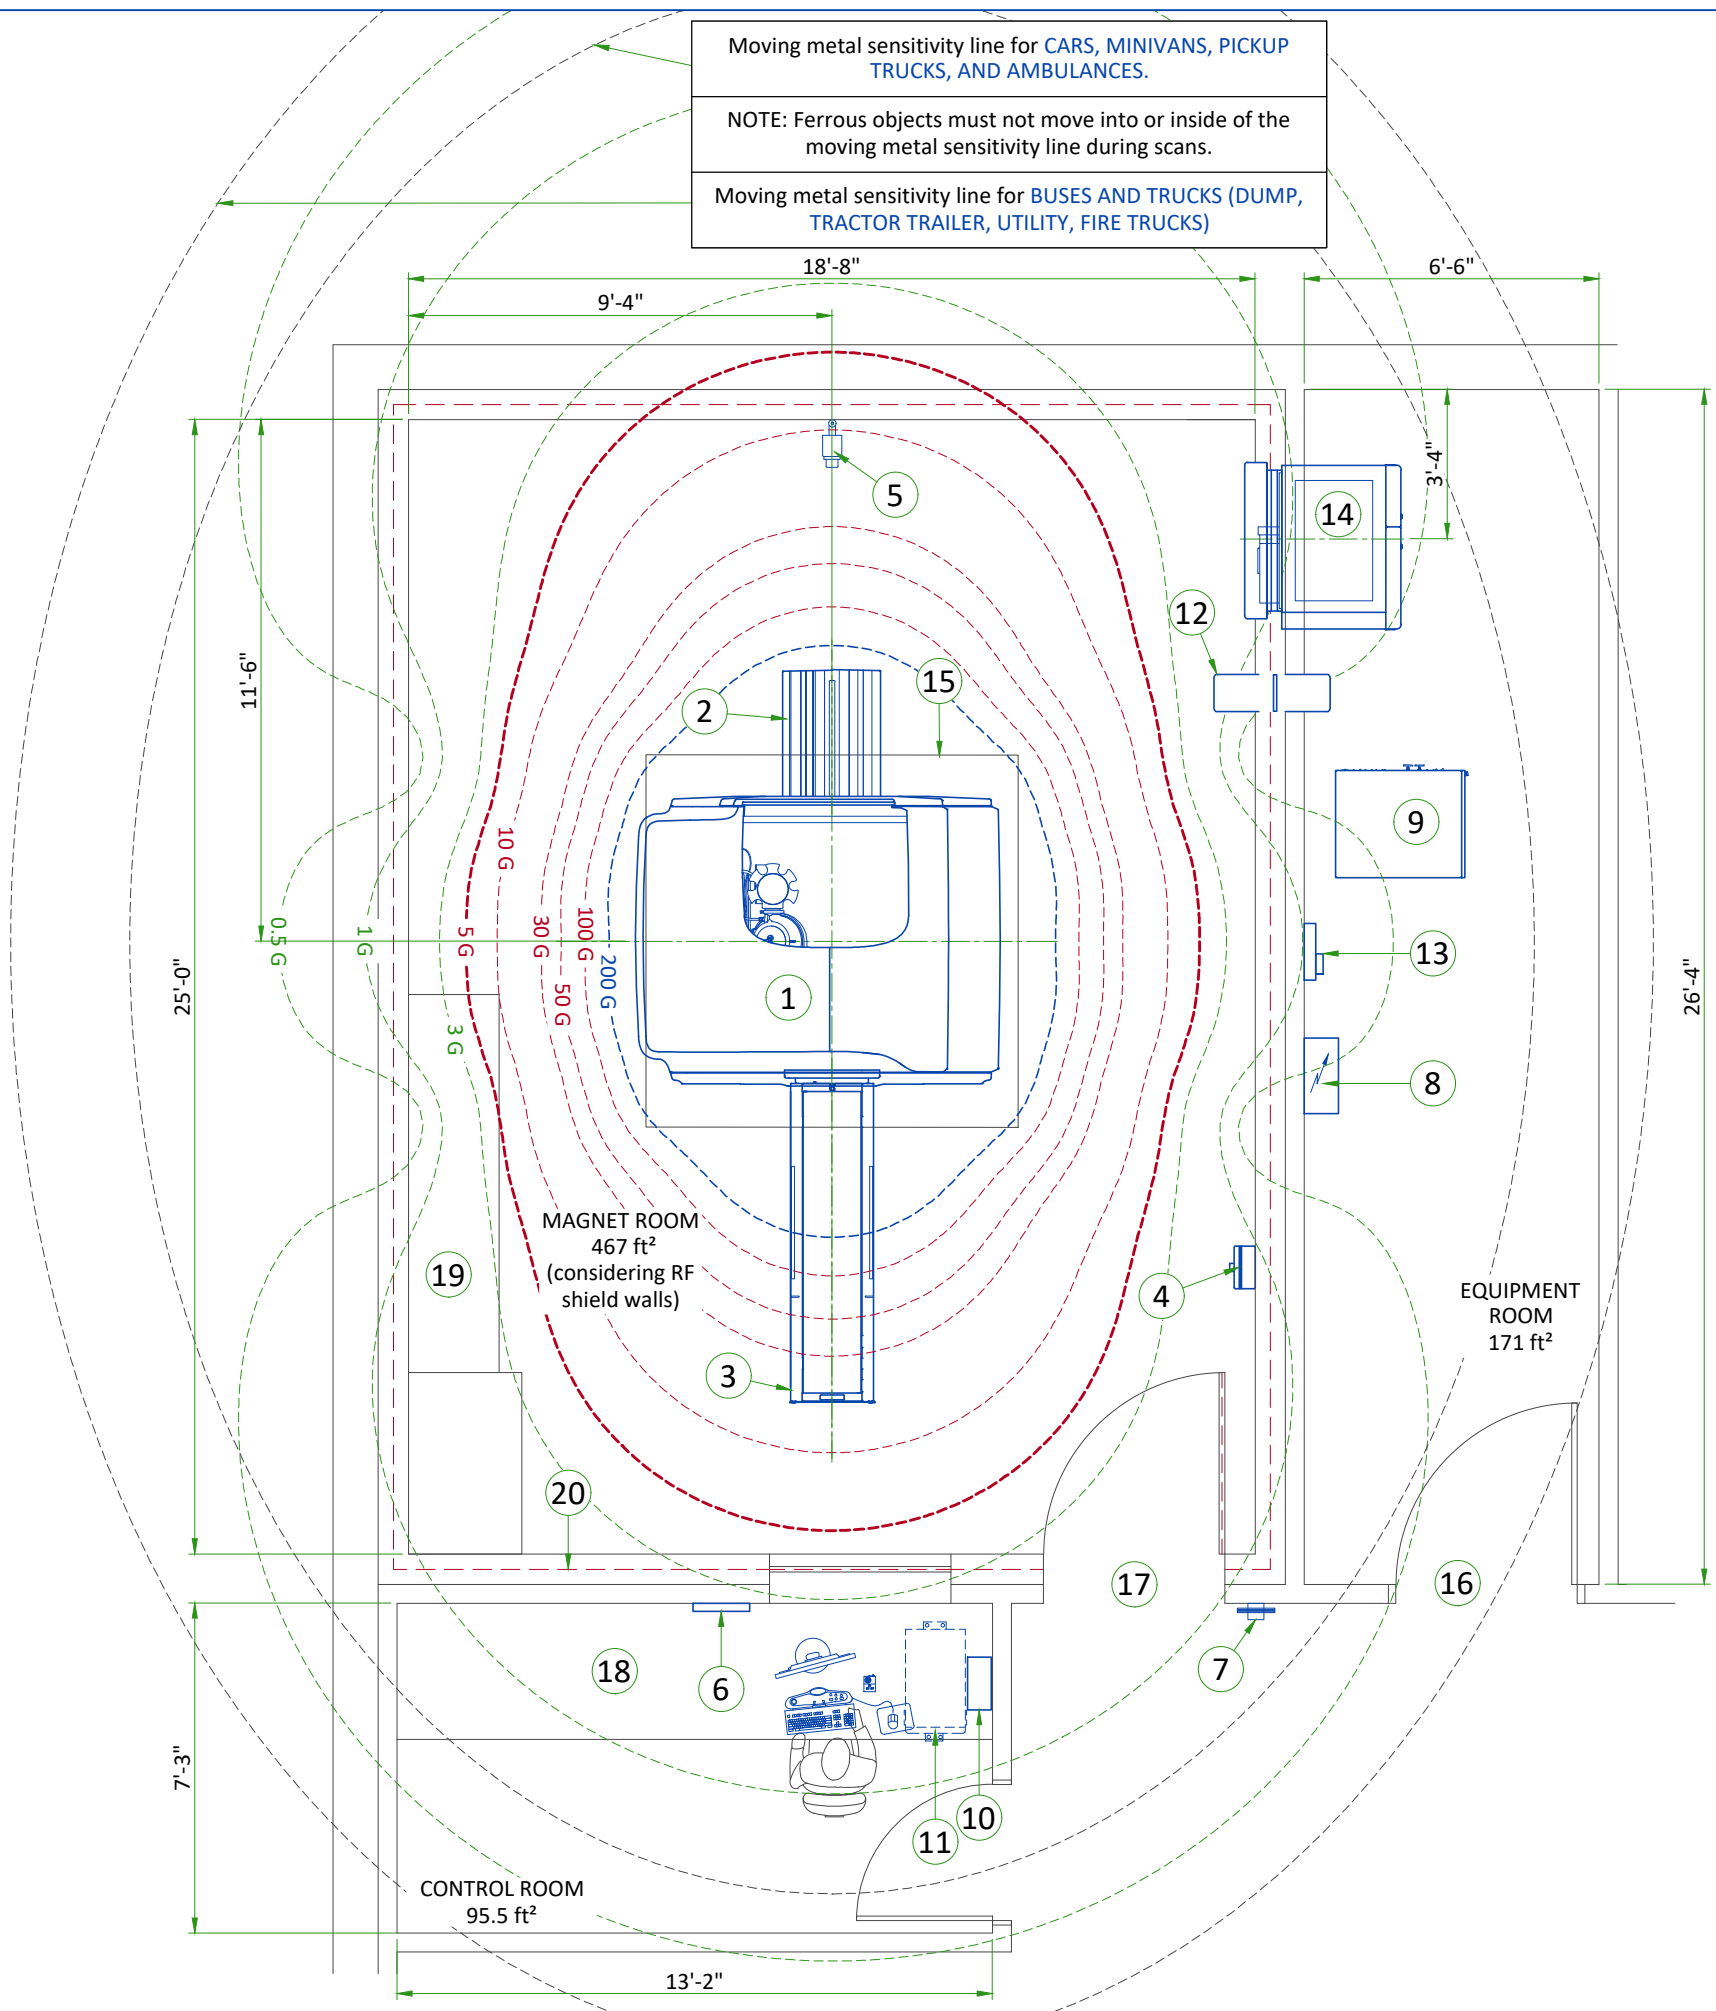 Moving metal sensitivity line for CARS, MINIVANS, PICKUP
TRUCKS, AND AMBULANCES.
NOTE: Ferrous objects must not move into or inside of the
moving metal sensitivity line during scans.
Moving metal sensitivity line for BUSES AND TRUCKS (DUMP,
TRACTOR TRAILER, UTILITY, FIRE TRUCKS)
18'-8"
6'-6"
9'-4"
3'-4"
5
14
12
11'-6"
15
2
9
10 G
0.5 G
1 G
5 G
30 G
100 G
200 G
13
25'-0"
26'-4"
1
50 G
3 G
8
MAGNET ROOM
467 ft²
(considering RF
shield walls)
19
4
EQUIPMENT
ROOM
171 ft²
3
20
17
16
18
6
7
7'-3"
10
11
CONTROL ROOM
95.5 ft²
13'-2"